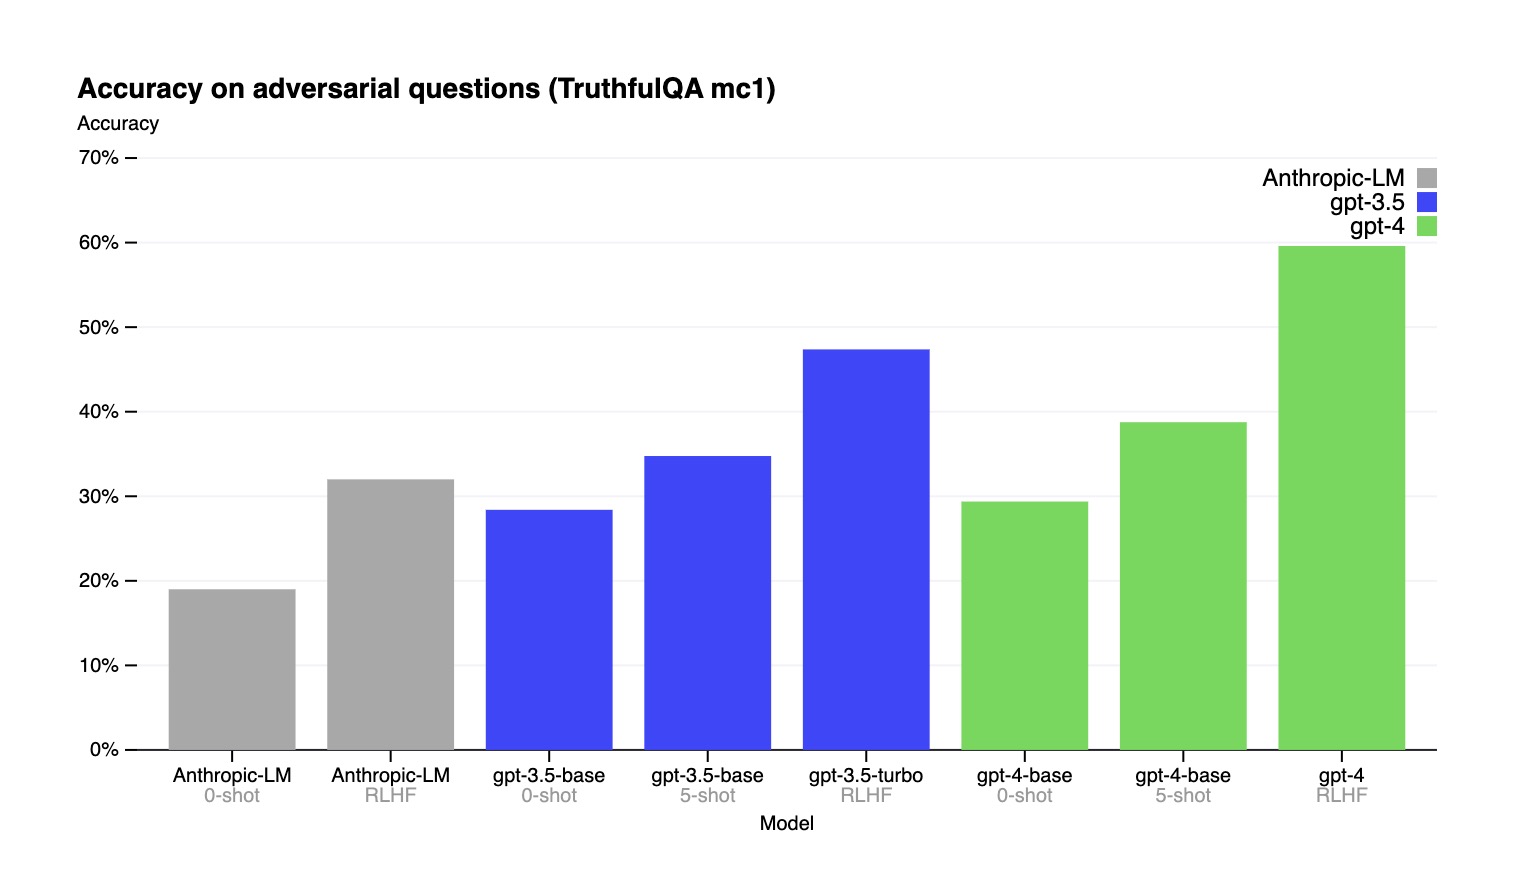 Accuracy on adversarial questions (TruthfulQA mc1)
Accuracy
70%
Anthropic-LM
gpt-3.5
gpt-4
60%
50%
40%
30%
20%
10%
0%
Anthropic-LM Anthropic-LM gpt-3.5-base gpt-3.5-base gpt-3.5-turbo gpt-4-base gpt-4-base gpt-4
0-shot RLHF 0-shot 5-shot RLHF 0-shot 5-shot RLHF
Model